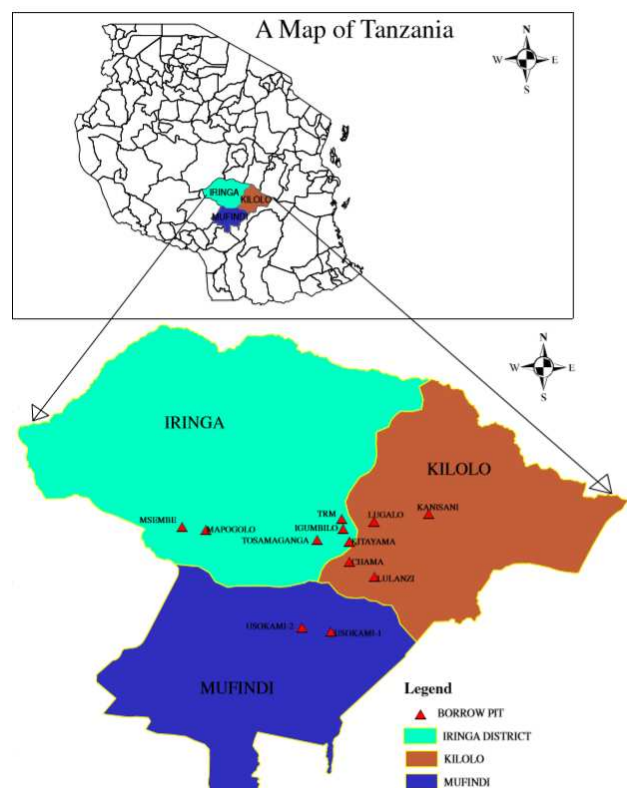 A Map of Tanzania
N
W E
S
IRINGA
KILOLO
MUFINDI
N
W E
S
IRINGA
KILOLO
KANISANI
TRM
LUGALO
MSEMBE
MAPOGOLO
IGUMBILO
TOSAMAGANGA
KITAYAMA
CHAMA
LULANZI
USOKAMI-2
USOKAMI-1
MUFINDI
Legend
BORROW PIT
IRINGA DISTRICT
KILOLO
MUFINDI